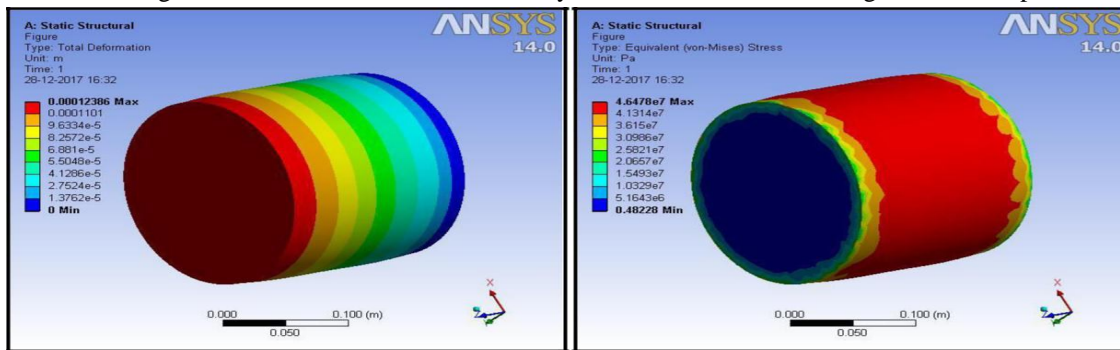 A: Static Structural
Figure
Type: Total Deformation
Unit: m
Time: 1
28-12-2017 16:32
0.00012386 Max
0.0001101
9.6334e-5
8.2572e-5
6.881e-5
5.5048e-5
4.1286e-5
2.7524e-5
1.3762e-5
0 Min
ANSYS
14.0
0.000
0.100 (m)
0.050
X
Z
Y
A: Static Structural
Figure
Type: Equivalent (von-Mises) Stress
Unit: Pa
Time: 1
28-12-2017 16:32
4.6478e7 Max
4.1314e7
3.615e7
3.0986e7
2.5821e7
2.0657e7
1.5493e7
1.0329e7
5.1643e6
0.48228 Min
ANSYS
14.0
0.000
0.100 (m)
0.050
X
Z
Y